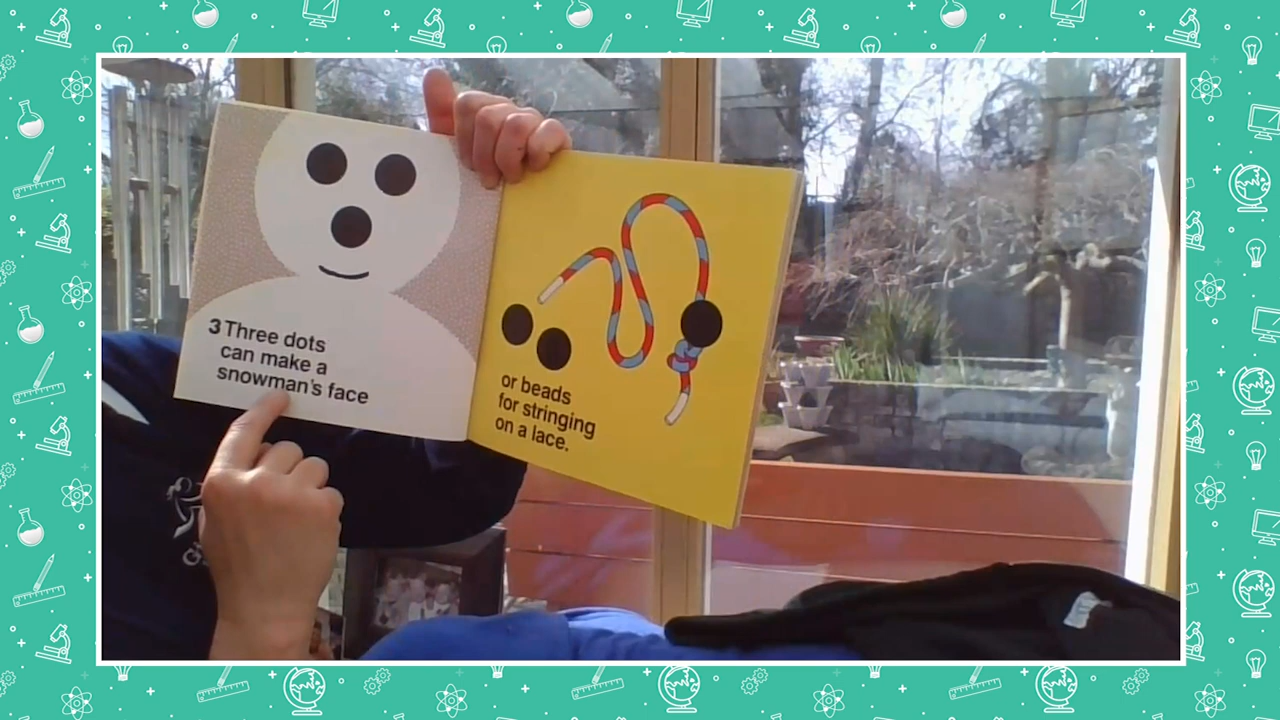 3 Three dots
can make a
snowman's face
or beads
for stringing
on a lace.